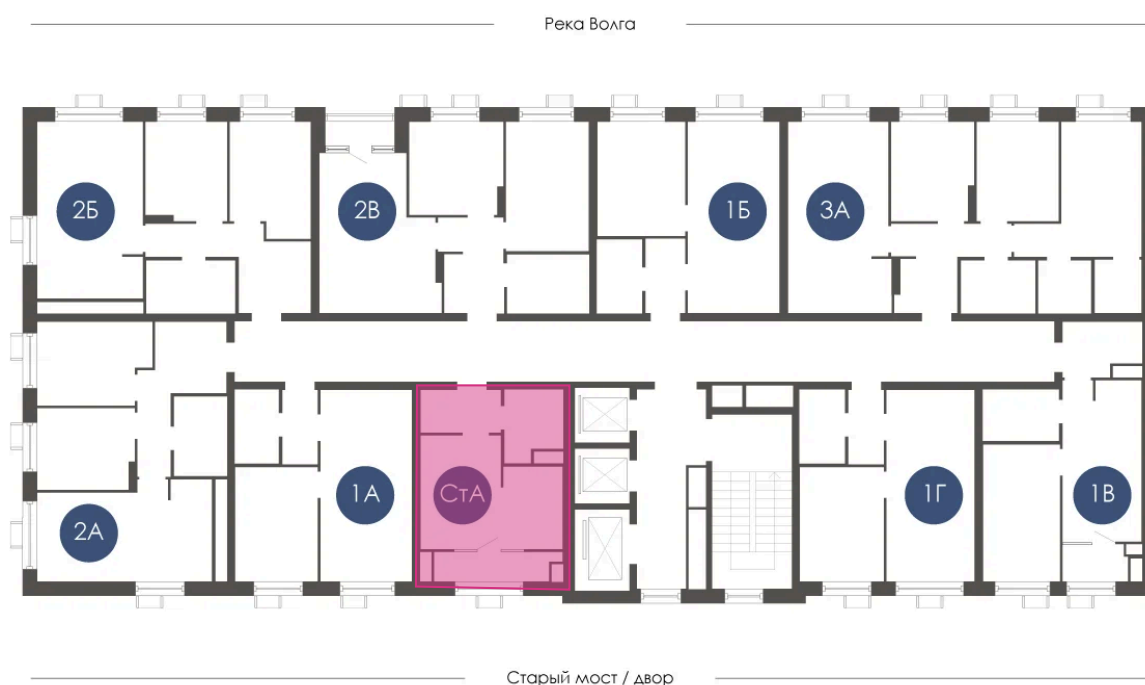 Река Волга
2Б
2В
1Б
3А
2А
1А
СтА
1Г
1В
Старый мост / двор